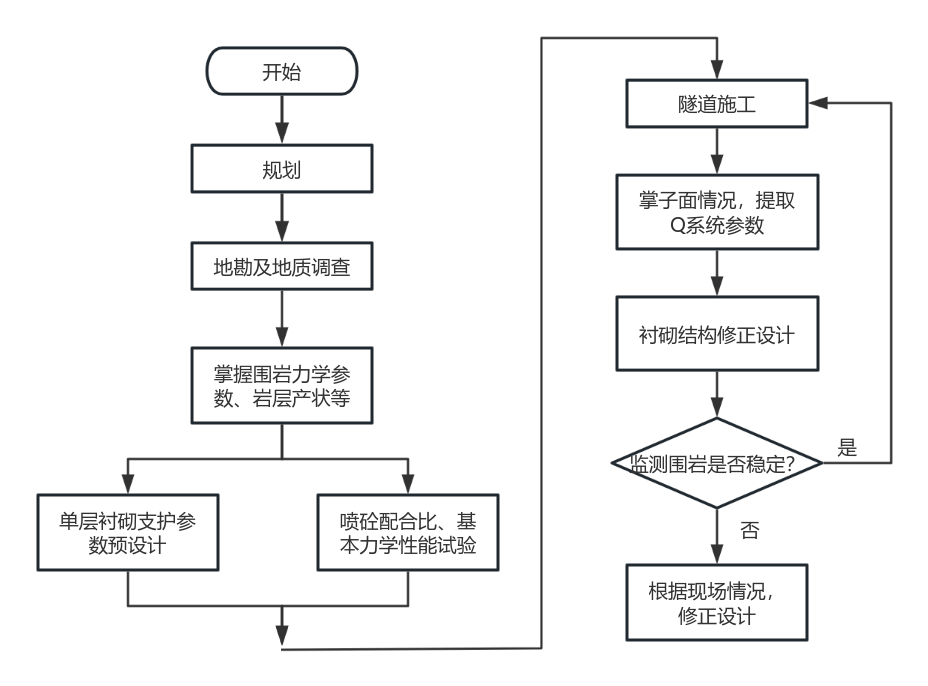 开始
规划
地勘及地质调查
掌握围岩力学参
数、岩层产状等
单层衬砌支护参
数预设计
喷砼配合比、基
本力学性能试验
隧道施工
掌子面情况，提取
Q系统参数
衬砌结构修正设计
监测围岩是否稳定？
是
否
根据现场情况，
修正设计